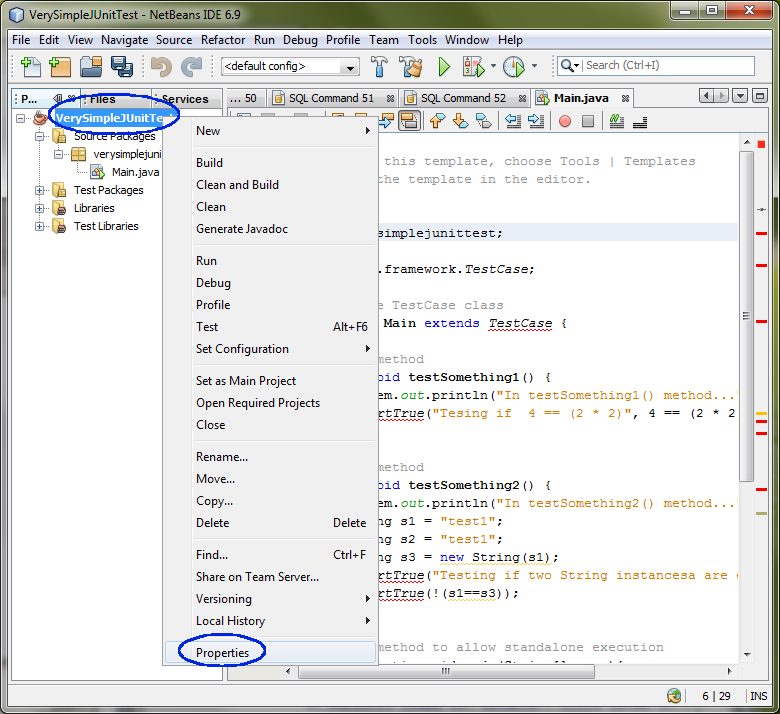 VerySimpleJUnitTest - NetBeans IDE 6.9
File Edit View Navigate Source Refactor Run Debug Profile Team Tools Window Help
<default config>
Search (Ctrl+I)
P... Files Services
... 50 SQL Command 51 SQL Command 52 Main.java
VerySimpleJUnitTest
Source Packages
verysimplejuni
Main.java
Test Packages
Libraries
Test Libraries
New
Build
Clean and Build
Clean
Generate Javadoc
Run
Debug
Profile
Test Alt+F6
Set Configuration
Set as Main Project
Open Required Projects
Close
Rename...
Move...
Copy...
Delete Delete
Find... Ctrl+F
Share on Team Server...
Versioning
Local History
Properties
this template, choose Tools | Templates
the template in the editor.
simplejunittest;
.framework.TestCase;
e TestCase class
Main extends TestCase {
method
oid testSomething1() {
em.out.println("In testSomething1() method..."
rtTrue("Tesing if 4 == (2 * 2)", 4 == (2 * 2
method
oid testSomething2() {
em.out.println("In testSomething2() method..."
ng s1 = "test1";
ng s2 = "test1";
ng s3 = new String(s1);
rtTrue("Testing if two String instancesa are
rtTrue(!(s1==s3));
method to allow standalone execution
6 | 29 INS